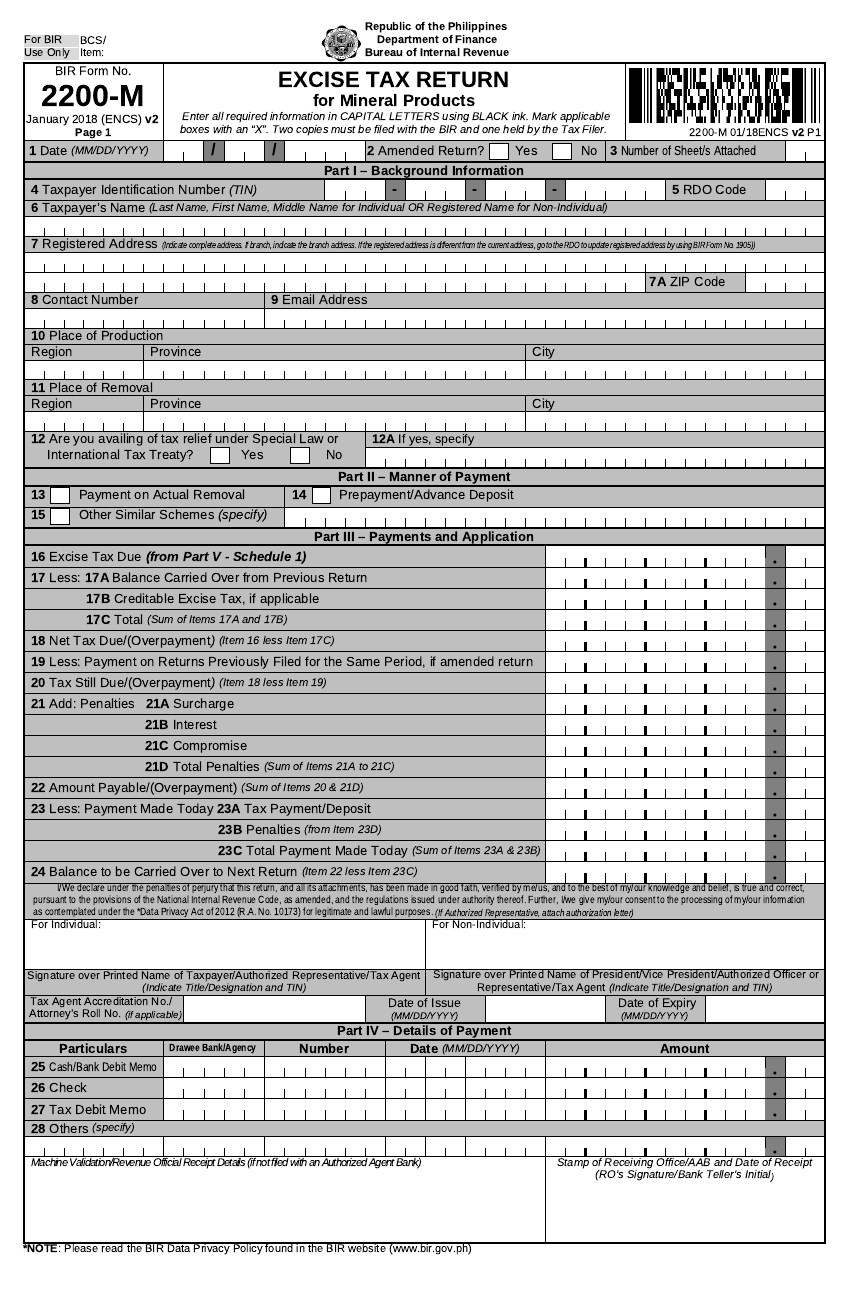 For BIR BCS/
Use Only Item:
Republic of the Philippines
Department of Finance
Bureau of Internal Revenue
BIR Form No.
2200-M
January 2018 (ENCS) v2
Page 1
EXCISE TAX RETURN
for Mineral Products
Enter all required information in CAPITAL LETTERS using BLACK ink. Mark applicable
boxes with an "X". Two copies must be filed with the BIR and one held by the Tax Filer.
2200-M 01/18ENCS v2 P1
1 Date (MM/DD/YYYY) / / 2 Amended Return? Yes No 3 Number of Sheet/s Attached
Part I – Background Information
4 Taxpayer Identification Number (TIN) - - - 5 RDO Code
6 Taxpayer's Name (Last Name, First Name, Middle Name for Individual OR Registered Name for Non-Individual)
7 Registered Address (Indicate complete address. If branch, indicate the branch address. If the registered address is different from the current address, go to the RDO to update registered address by using BIR Form No. 1905))
7A ZIP Code
8 Contact Number 9 Email Address
10 Place of Production
Region Province City
11 Place of Removal
Region Province City
12 Are you availing of tax relief under Special Law or 12A If yes, specify
International Tax Treaty? Yes No
Part II – Manner of Payment
13 Payment on Actual Removal 14 Prepayment/Advance Deposit
15 Other Similar Schemes (specify)
Part III – Payments and Application
16 Excise Tax Due (from Part V - Schedule 1) .
17 Less: 17A Balance Carried Over from Previous Return .
17B Creditable Excise Tax, if applicable .
17C Total (Sum of Items 17A and 17B) .
18 Net Tax Due/(Overpayment) (Item 16 less Item 17C) .
19 Less: Payment on Returns Previously Filed for the Same Period, if amended return .
20 Tax Still Due/(Overpayment) (Item 18 less Item 19) .
21 Add: Penalties 21A Surcharge .
21B Interest .
21C Compromise .
21D Total Penalties (Sum of Items 21A to 21C) .
22 Amount Payable/(Overpayment) (Sum of Items 20 & 21D) .
23 Less: Payment Made Today 23A Tax Payment/Deposit .
23B Penalties (from Item 23D) .
23C Total Payment Made Today (Sum of Items 23A & 23B) .
24 Balance to be Carried Over to Next Return (Item 22 less Item 23C) .
I/We declare under the penalties of perjury that this return, and all its attachments, has been made in good faith, verified by me/us, and to the best of my/our knowledge and belief, is true and correct,
pursuant to the provisions of the National Internal Revenue Code, as amended, and the regulations issued under authority thereof. Further, I/we give my/our consent to the processing of my/our information
as contemplated under the *Data Privacy Act of 2012 (R.A. No. 10173) for legitimate and lawful purposes. (If Authorized Representative, attach authorization letter)
For Individual: For Non-Individual:
Signature over Printed Name of Taxpayer/Authorized Representative/Tax Agent
(Indicate Title/Designation and TIN)
Signature over Printed Name of President/Vice President/Authorized Officer or
Representative/Tax Agent (Indicate Title/Designation and TIN)
Tax Agent Accreditation No./
Attorney's Roll No. (if applicable)
Date of Issue
(MM/DD/YYYY)
Date of Expiry
(MM/DD/YYYY)
Part IV – Details of Payment
Particulars Drawee Bank/Agency Number Date (MM/DD/YYYY) Amount
25 Cash/Bank Debit Memo .
26 Check .
27 Tax Debit Memo .
28 Others (specify)
.
Machine Validation/Revenue Official Receipt Details (if not filed with an Authorized Agent Bank)
Stamp of Receiving Office/AAB and Date of Receipt
(RO's Signature/Bank Teller's Initial)
*NOTE: Please read the BIR Data Privacy Policy found in the BIR website (www.bir.gov.ph)